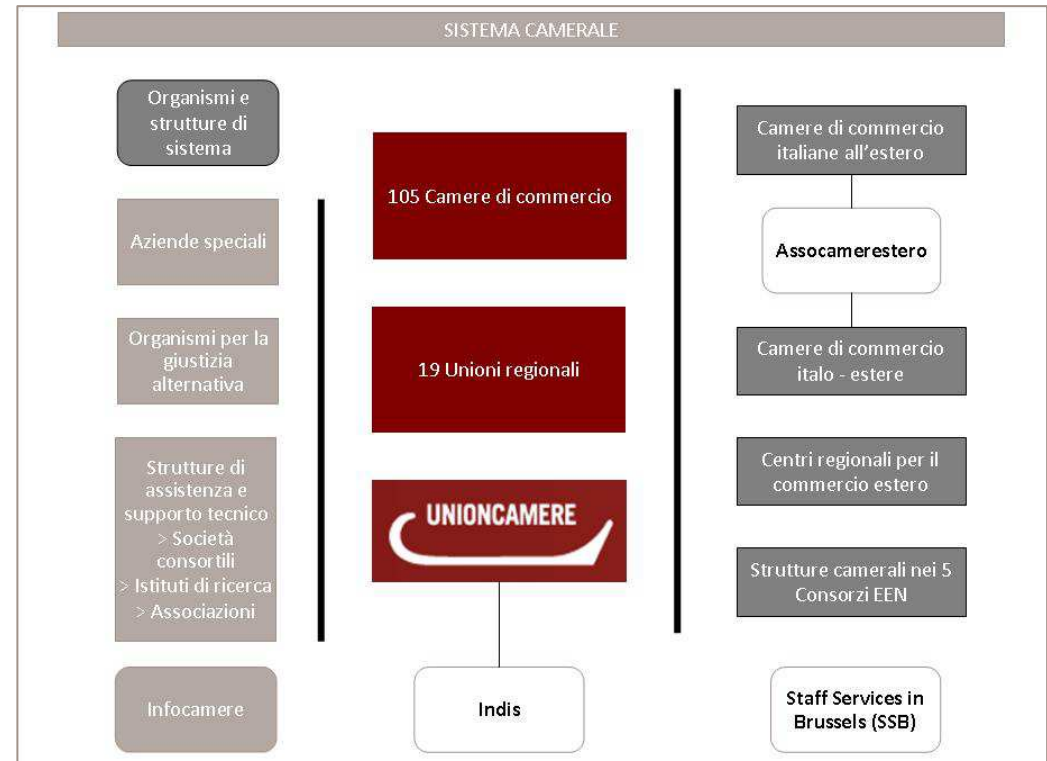 SISTEMA CAMERALE
Organismi e
strutture di
sistema
Aziende speciali
Organismi per la
giustizia
alternativa
Strutture di
assistenza e
supporto tecnico
> Società
consortili
> Istituti di ricerca
> Associazioni
Infocamere
105 Camere di commercio
19 Unioni regionali
UNIONCAMERE
Indis
Camere di commercio
italiane all'estero
Assocamerestero
Camere di commercio
italo - estere
Centri regionali per il
commercio estero
Strutture camerali nei 5
Consorzi EEN
Staff Services in
Brussels (SSB)